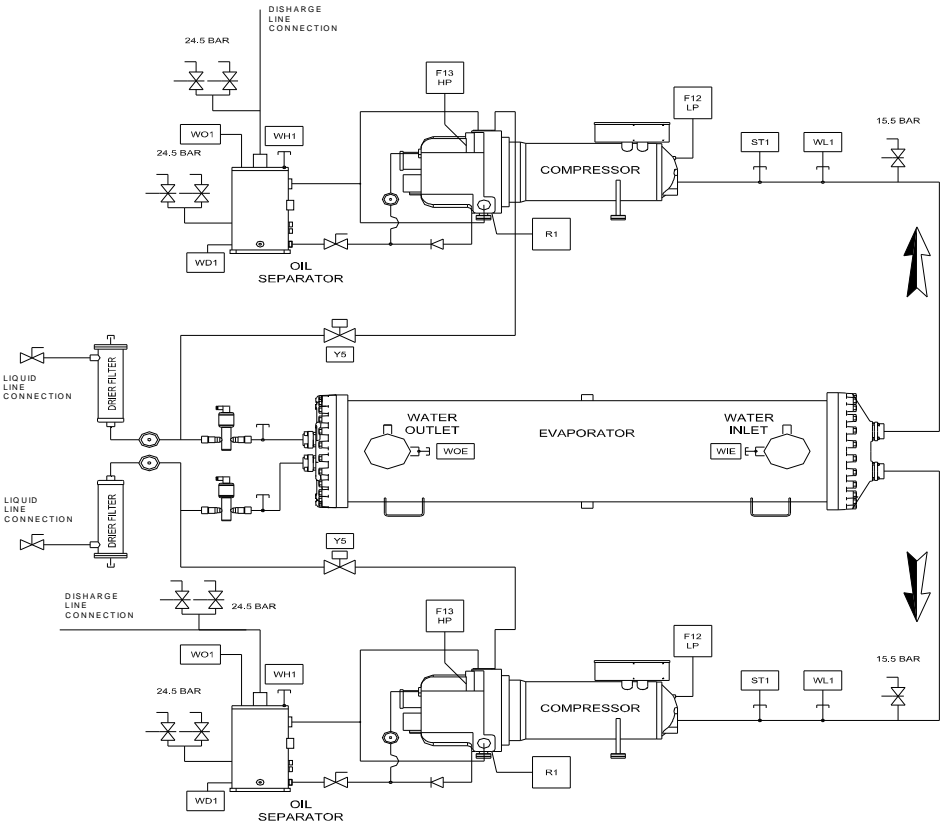 DISHARGE
LINE
CONNECTION
24.5 BAR
F13
HP
F12
LP
WO1
WH1
ST1
WL1
15.5 BAR
24.5 BAR
COMPRESSOR
R1
WD1
OIL
SEPARATOR
Y5
DRIER FILTER
LIQUID
LINE
CONNECTION
WATER
OUTLET
EVAPORATOR
WATER
INLET
WOE
WIE
LIQUID
LINE
CONNECTION
DRIER FILTER
Y5
DISHARGE
LINE
CONNECTION
24.5 BAR
F13
HP
F12
LP
WO1
WH1
ST1
WL1
15.5 BAR
24.5 BAR
COMPRESSOR
R1
WD1
OIL
SEPARATOR